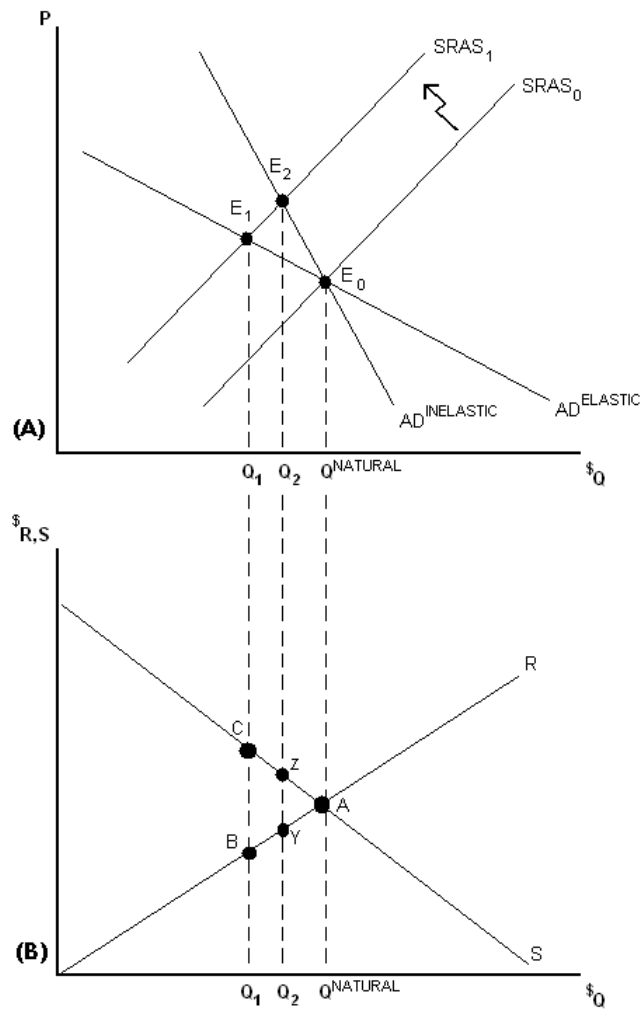 P
SRAS1
SRAS0
E2
E1
E0
ADINELASTIC
ADELASTIC
(A)
Q1 Q2 QNATURAL $Q
$R,S
R
C
Z
A
B
Y
S
(B)
Q1 Q2 QNATURAL $Q